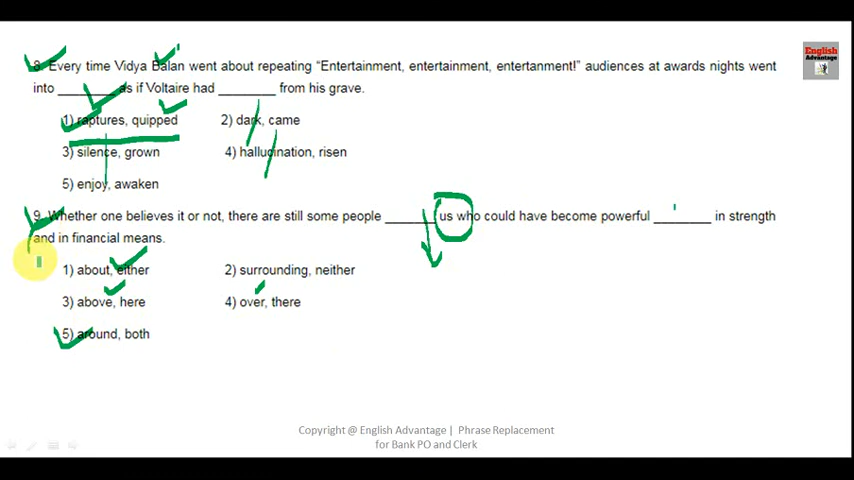 English
Advantage
8. Every time Vidya Balan went about repeating “Entertainment, entertainment, entertanment!” audiences at awards nights went
into ________ as if Voltaire had ________ from his grave.
1) raptures, quipped 2) dark, came
3) silence, grown 4) hallucination, risen
5) enjoy, awaken
9. Whether one believes it or not, there are still some people ________ us who could have become powerful ________ in strength
and in financial means.
1) about, either 2) surrounding, neither
3) above, here 4) over, there
5) around, both
Copyright @ English Advantage | Phrase Replacement
for Bank PO and Clerk